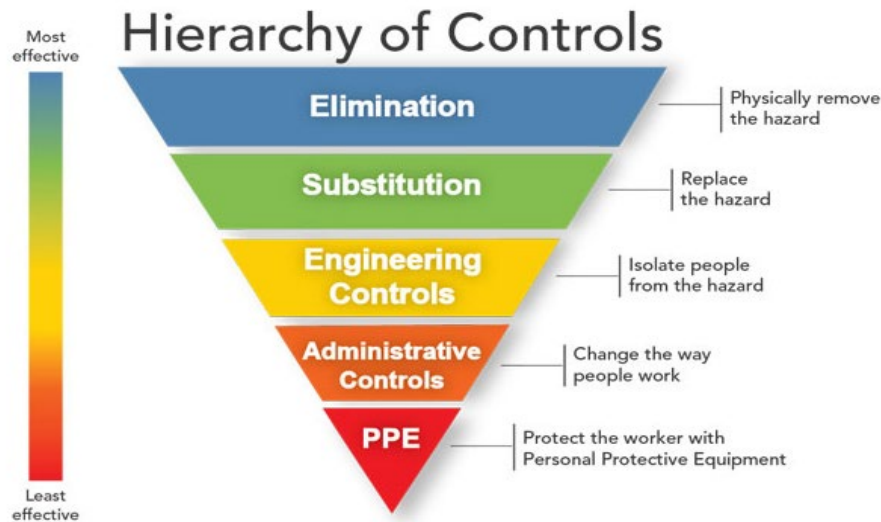 Hierarchy of Controls
Most
effective
Elimination
Physically remove
the hazard
Substitution
Replace
the hazard
Engineering
Controls
Isolate people
from the hazard
Administrative
Controls
Change the way
people work
PPE
Protect the worker with
Personal Protective Equipment
Least
effective